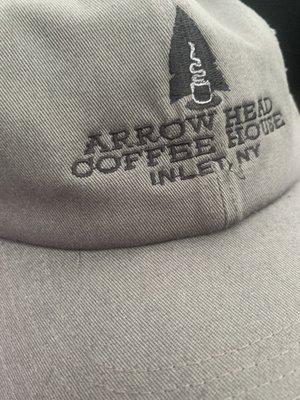 ARROW HEAD
COFFEE HOUSE
INLET, NY